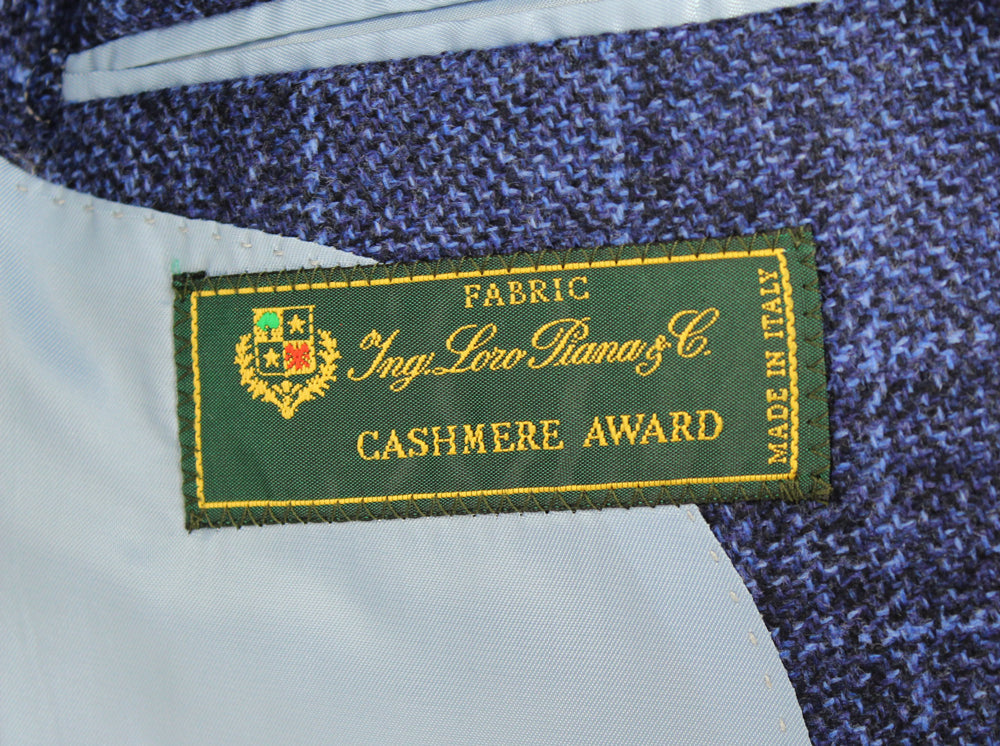 FABRIC
Ing. Loro Piana & C.
CASHMERE AWARD
MADE IN ITALY